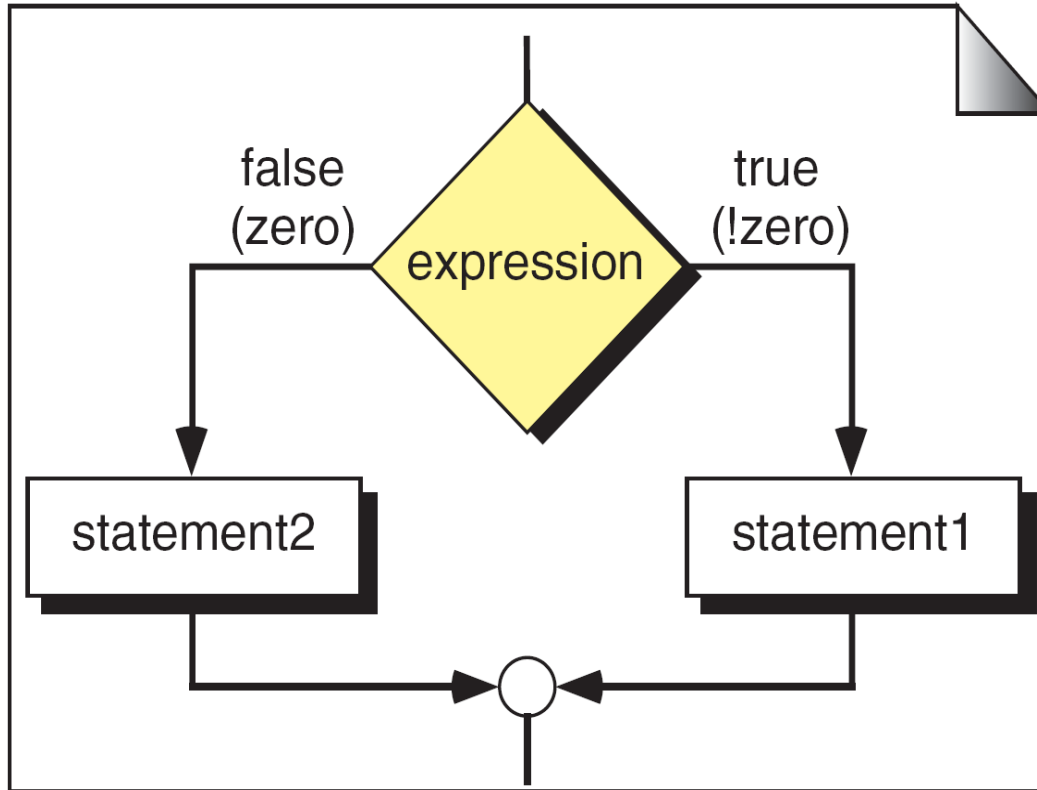 false
(zero)
true
(!zero)
expression
statement2
statement1